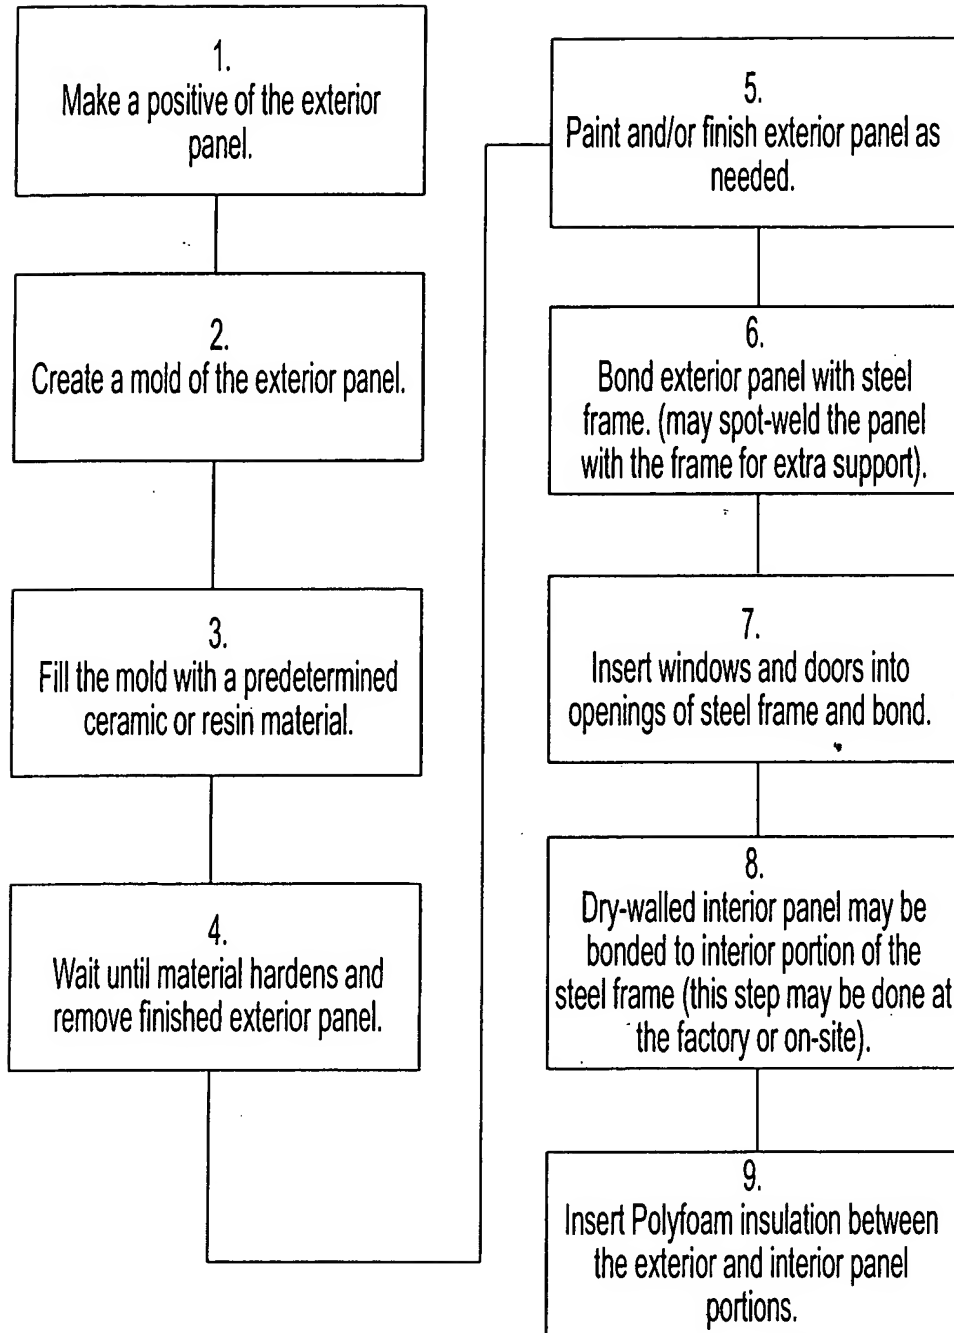 1.
Make a positive of the exterior
panel.
2.
Create a mold of the exterior panel.
3.
Fill the mold with a predetermined
ceramic or resin material.
4.
Wait until material hardens and
remove finished exterior panel.
5.
Paint and/or finish exterior panel as
needed.
6.
Bond exterior panel with steel
frame. (may spot-weld the panel
with the frame for extra support).
7.
Insert windows and doors into
openings of steel frame and bond.
8.
Dry-walled interior panel may be
bonded to interior portion of the
steel frame (this step may be done at
the factory or on-site).
9.
Insert Polyfoam insulation between
the exterior and interior panel
portions.